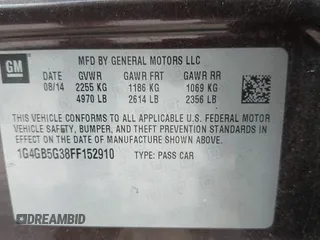 GM
MFD BY GENERAL MOTORS LLC
08/14 GVWR GAWR FRT GAWR RR
2255 KG 1186 KG 1069 KG
4970 LB 2614 LB 2356 LB
THIS VEHICLE CONFORMS TO ALL APPLICABLE U.S. FEDERAL MOTOR
VEHICLE SAFETY, BUMPER, AND THEFT PREVENTION STANDARDS IN
EFFECT ON THE DATE OF MANUFACTURE SHOWN ABOVE.
1G4GB5G38FF152910 TYPE: PASS CAR
DREAMBID